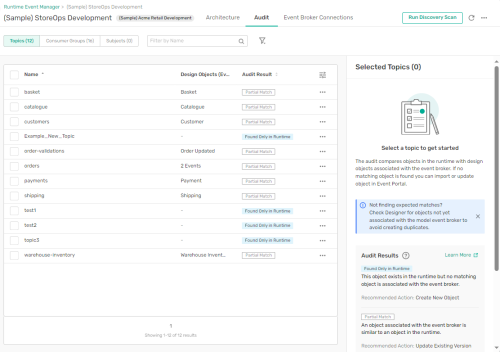 Runtime Event Manager › (Sample) StoreOps Development
(Sample) StoreOps Development
(Sample) Acme Retail Development
Architecture
Audit
Event Broker Connections
Run Discovery Scan
Topics (12)
Consumer Groups (16)
Subjects (0)
Filter by Name
Name
Design Objects (Ev...
Audit Result
basket
Basket
Partial Match
catalogue
Catalogue
Partial Match
customers
Customer
Partial Match
Example_New_Topic
-
Found Only in Runtime
order-validations
Order Updated
Partial Match
orders
2 Events
Partial Match
payments
Payment
Partial Match
shipping
Shipping
Partial Match
test1
-
Found Only in Runtime
test2
-
Found Only in Runtime
topic3
-
Found Only in Runtime
warehouse-inventory
Warehouse Invent...
Partial Match
1
Showing 1-12 of 12 results
Selected Topics (0)
Select a topic to get started
The audit compares objects in the runtime with design
objects associated with the event broker. If no
matching object is found you can import or update
object in Event Portal.
Not finding expected matches?
Check Designer for objects not yet
associated with the model event broker to
avoid creating duplicates.
Audit Results
Learn More
Found Only in Runtime
This object exists in the runtime but no matching
object is associated with the event broker.
Recommended Action: Create New Object
Partial Match
An object associated with the event broker is
similar to an object in the runtime.
Recommended Action: Update Existing Version